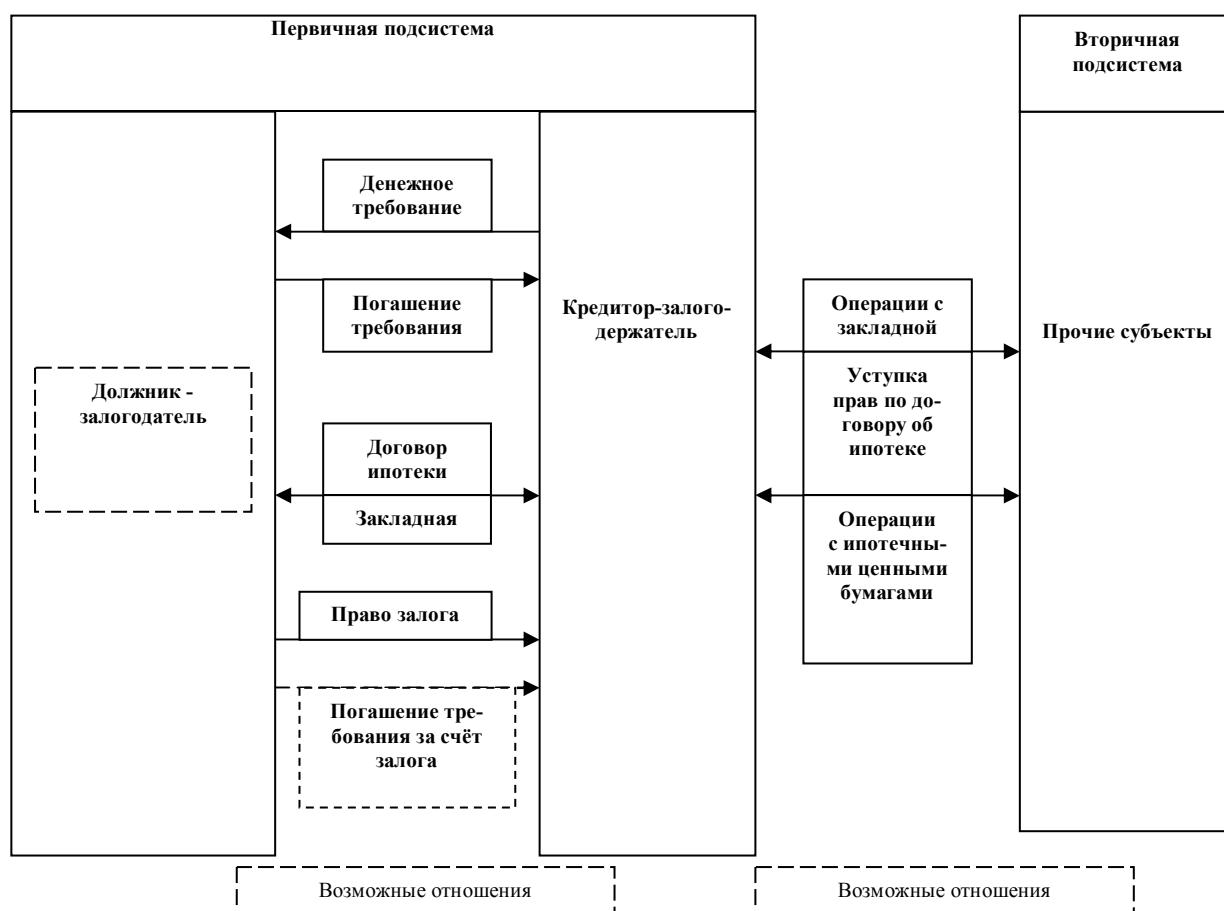 Первичная подсистема
Вторичная
подсистема
Денежное
требование
Погашение
требования
Должник -
залогодатель
Договор
ипотеки
Закладная
Право залога
Погашение тре-
бования за счёт
залога
Кредитор-залого-
держатель
Операции с
закладной
Уступка
прав по до-
говору об
ипотеке
Операции
с ипотечны-
ми ценными
бумагами
Прочие субъекты
Возможные отношения
Возможные отношения